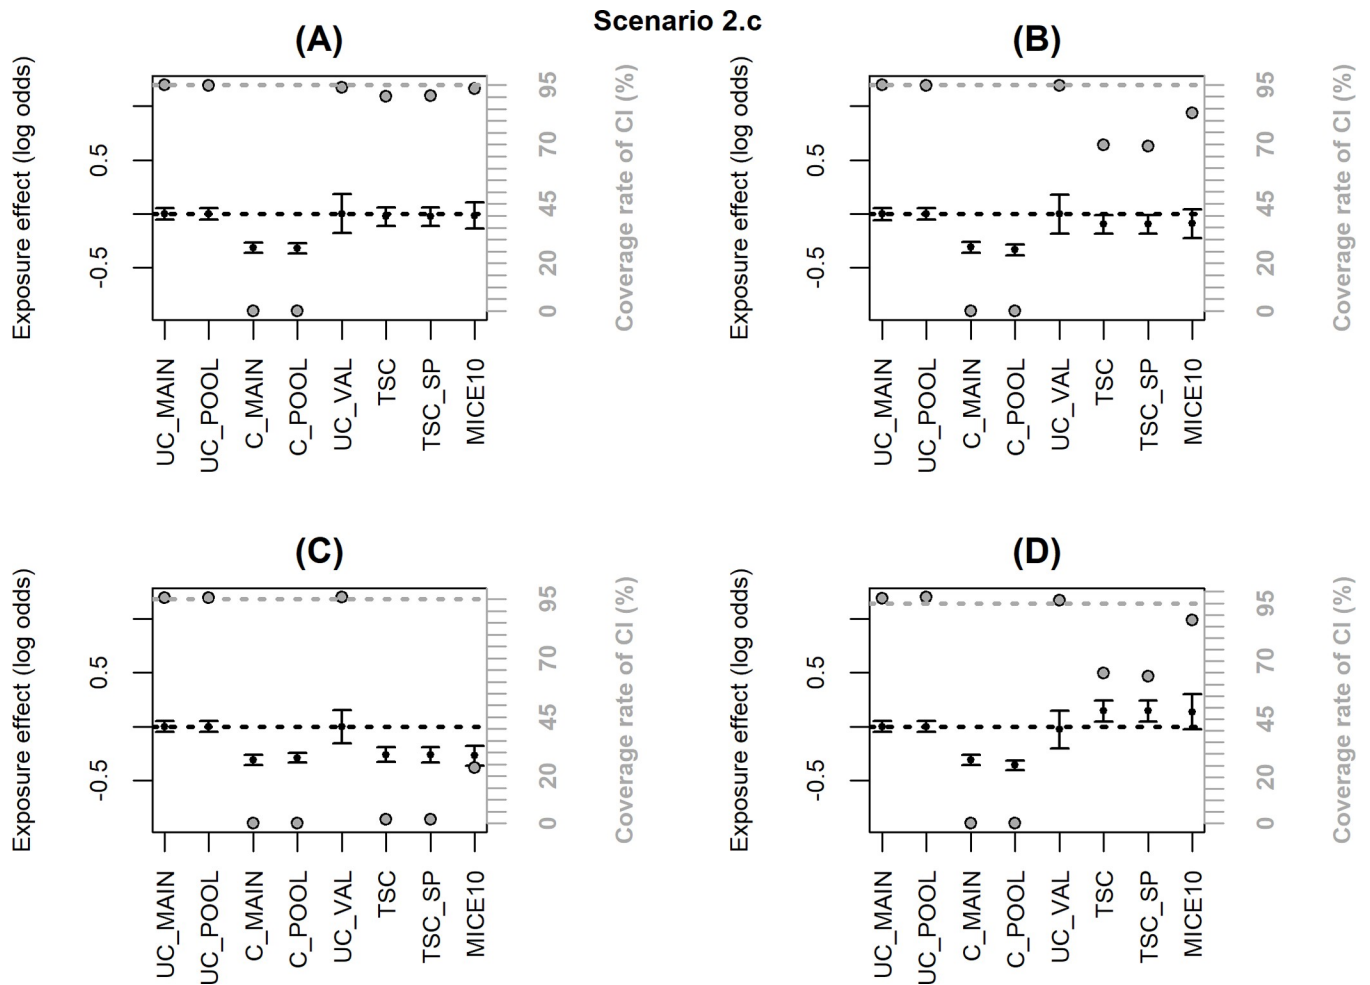 Scenario 2.c
(A)
Exposure effect (log odds)
0.5
-0.5
95
70
45
20
0
Coverage rate of CI (%)
UC_MAIN
UC_POOL
C_MAIN
C_POOL
UC_VAL
TSC
TSC_SP
MICE10
(B)
Exposure effect (log odds)
0.5
-0.5
95
70
45
20
0
Coverage rate of CI (%)
UC_MAIN
UC_POOL
C_MAIN
C_POOL
UC_VAL
TSC
TSC_SP
MICE10
(C)
Exposure effect (log odds)
0.5
-0.5
95
70
45
20
0
Coverage rate of CI (%)
UC_MAIN
UC_POOL
C_MAIN
C_POOL
UC_VAL
TSC
TSC_SP
MICE10
(D)
Exposure effect (log odds)
0.5
-0.5
95
70
45
20
0
Coverage rate of CI (%)
UC_MAIN
UC_POOL
C_MAIN
C_POOL
UC_VAL
TSC
TSC_SP
MICE10